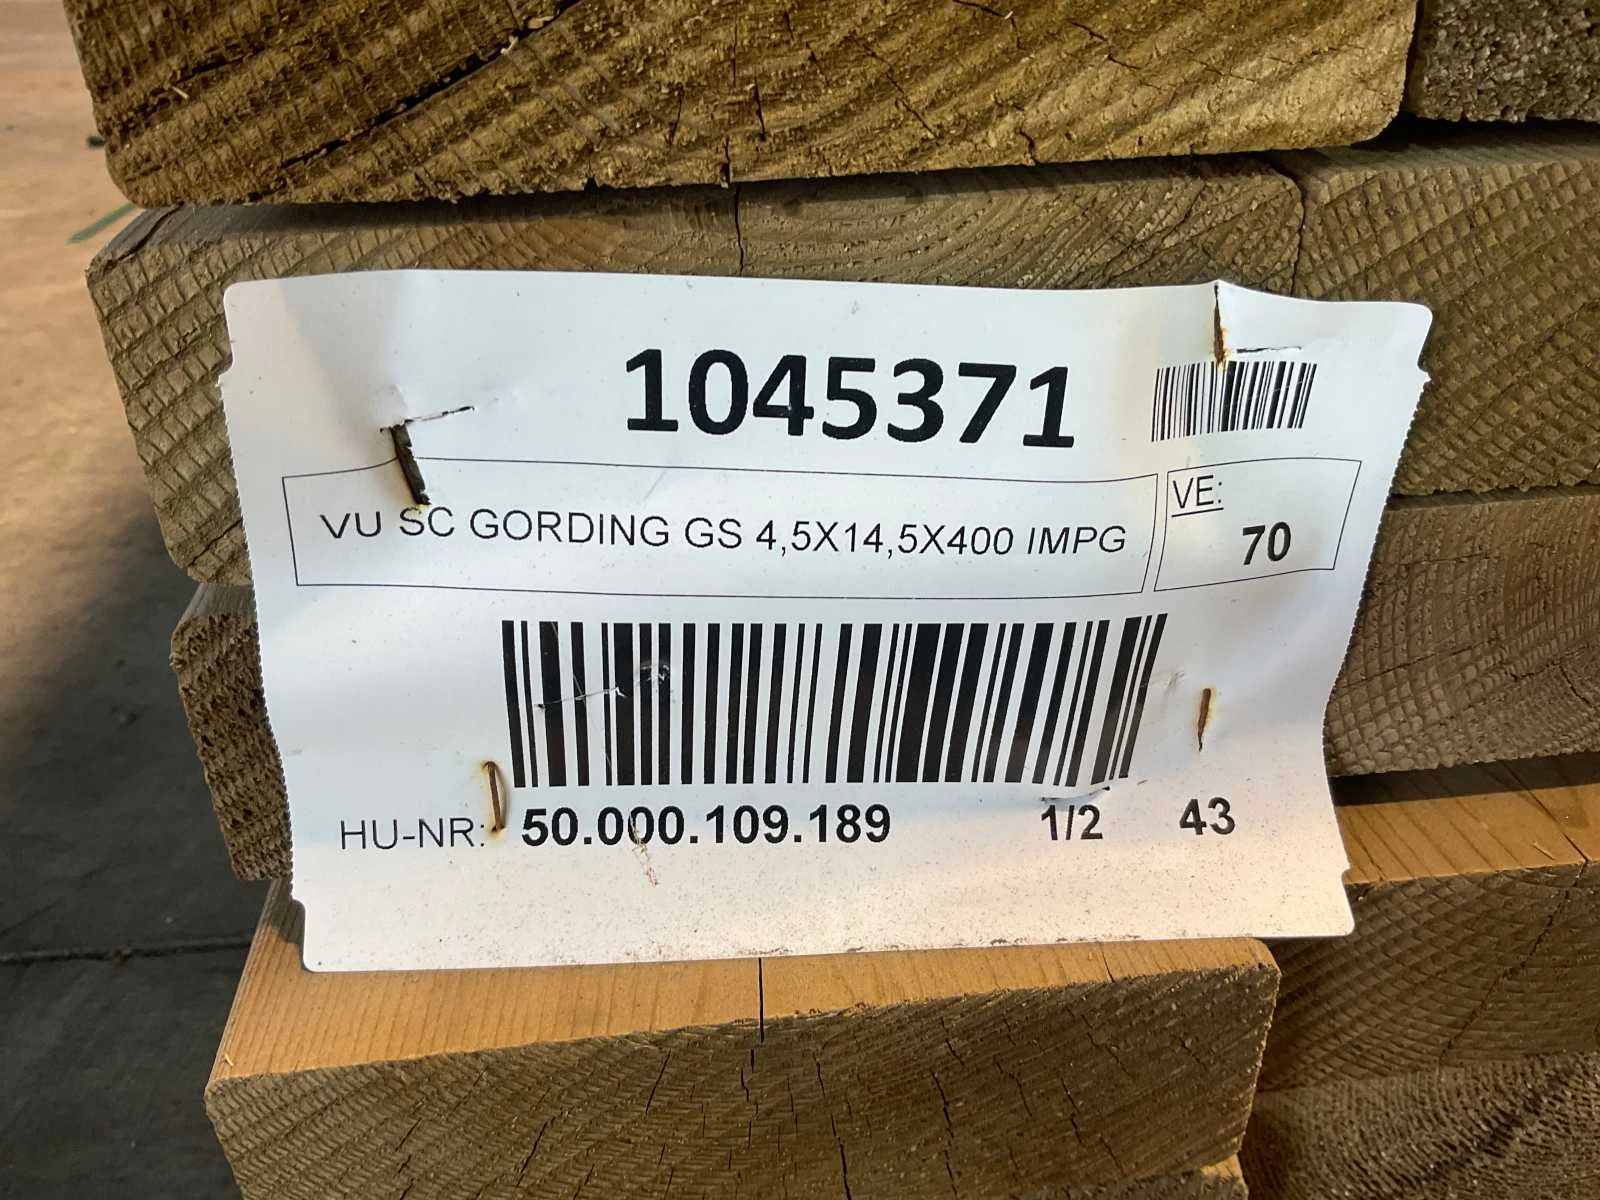 1045371
VU SC GORDING GS 4,5X14,5X400 IMPG
VE:
70
HU-NR: 50.000.109.189 1/2 43